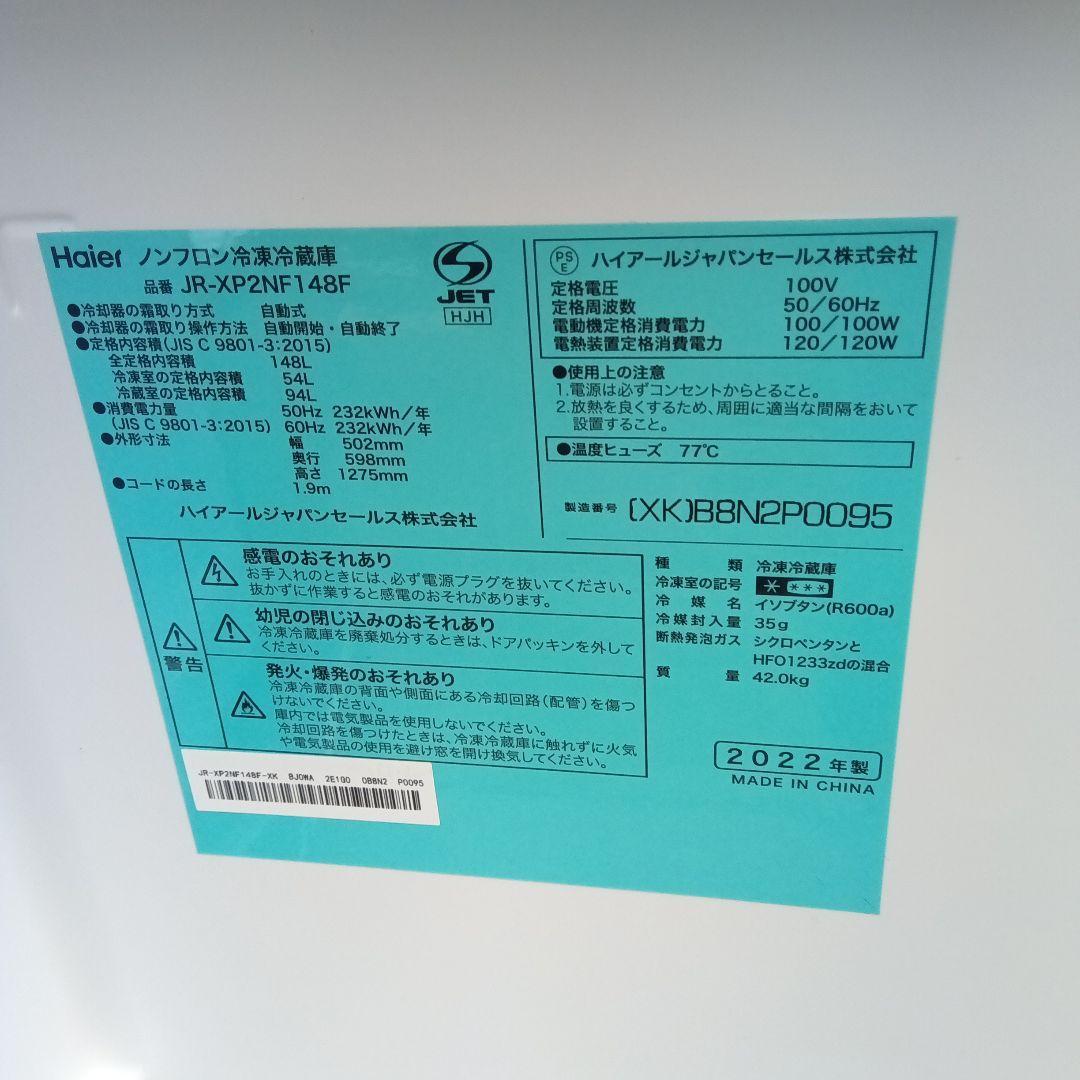 Haier ノンフロン冷凍冷蔵庫
品番 JR-XP2NF148F
●冷却器の霜取り方式 自動式
●冷却器の霜取り操作方法 自動開始・自動終了
●定格内容積(JIS C 9801-3:2015)
全定格内容積 148L
冷凍室の定格内容積 54L
冷蔵室の定格内容積 94L
●消費電力量 50Hz 232kWh/年
(JIS C 9801-3:2015) 60Hz 232kWh/年
●外形寸法 幅 502mm
奥行 598mm
高さ 1275mm
●コードの長さ 1.9m
ハイアールジャパンセールス株式会社
S
JET
HJH
PS
E
ハイアールジャパンセールス株式会社
定格電圧 100V
定格周波数 50/60Hz
電動機定格消費電力 100/100W
電熱装置定格消費電力 120/120W
●使用上の注意
1.電源は必ずコンセントからとること。
2.放熱を良くするため、周囲に適当な間隔をおいて
設置すること。
●温度ヒューズ 77℃
製造番号 (XK)B8N2P0095
警告
感電のおそれあり
お手入れのときには、必ず電源プラグを抜いてください。
抜かずに作業すると感電のおそれがあります。
幼児の閉じ込みのおそれあり
冷凍冷蔵庫を廃棄処分するときは、ドアパッキンを外して
ください。
発火・爆発のおそれあり
冷凍冷蔵庫の背面や側面にある冷却回路(配管)を傷つ
けないでください。
庫内では電気製品を使用しないでください。
冷却回路を傷つけたときは、冷凍冷蔵庫に触れずに火気
や電気製品の使用を避け窓を開け換気してください。
種類 冷凍冷蔵庫
冷凍室の記号 * ***
冷媒名 イソブタン(R600a)
冷媒封入量 35g
断熱発泡ガス シクロペンタンと
HFO1233zdの混合
質量 42.0kg
2022年製
MADE IN CHINA
JR-XP2NF148F-XK BJ0WA 2E1Q0 0B8N2 P0095